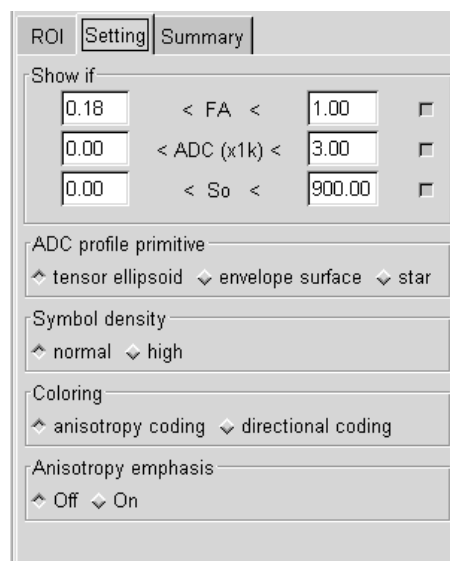 ROI Setting Summary
Show if
0.18 < FA < 1.00
0.00 < ADC (x1k) < 3.00
0.00 < So < 900.00
ADC profile primitive
tensor ellipsoid envelope surface star
Symbol density
normal high
Coloring
anisotropy coding directional coding
Anisotropy emphasis
Off On